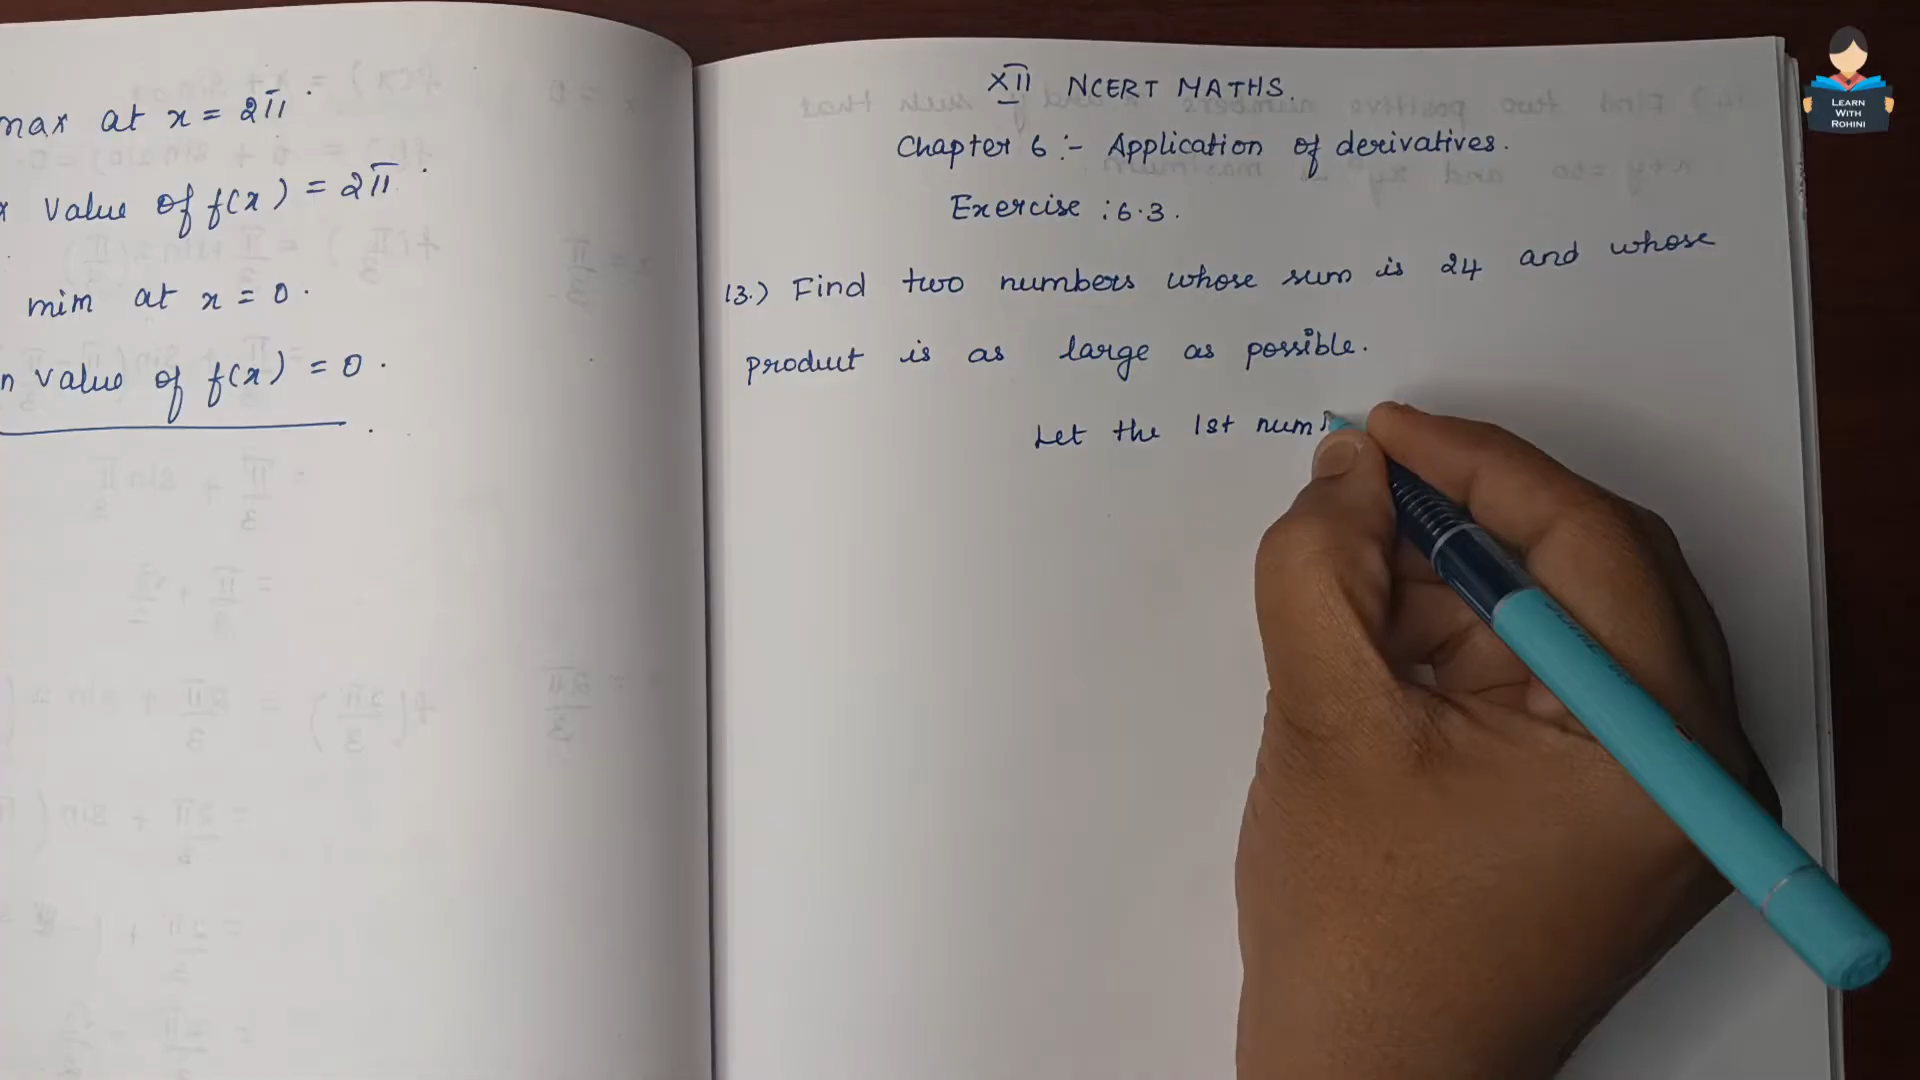 max at x = 2π
Value of f(x) = 2π
min at x = 0.
Value of f(x) = 0.
XII NCERT MATHS.
Chapter 6 :- Application of derivatives.
Exercise : 6.3.
13.) Find two numbers whose sum is 24 and whose
product is as large as possible.
Let the 1st num
LEARN
WITH
ROHINI